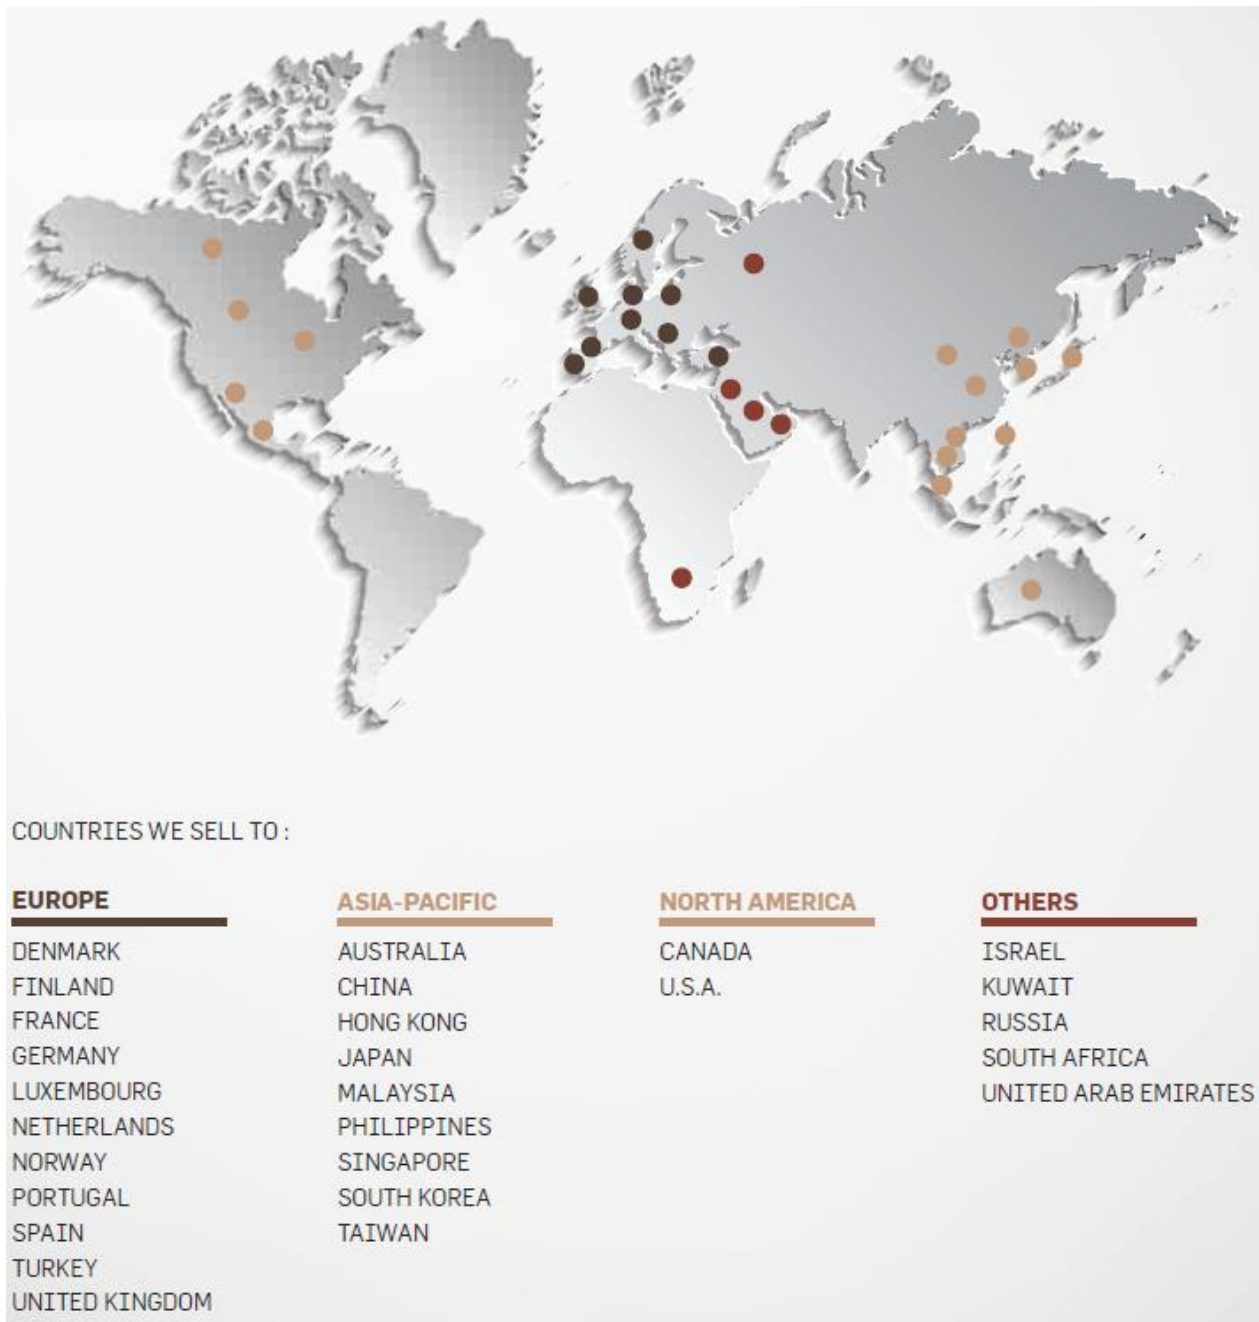 COUNTRIES WE SELL TO :
EUROPE
DENMARK
FINLAND
FRANCE
GERMANY
LUXEMBOURG
NETHERLANDS
NORWAY
PORTUGAL
SPAIN
TURKEY
UNITED KINGDOM
ASIA-PACIFIC
AUSTRALIA
CHINA
HONG KONG
JAPAN
MALAYSIA
PHILIPPINES
SINGAPORE
SOUTH KOREA
TAIWAN
NORTH AMERICA
CANADA
U.S.A.
OTHERS
ISRAEL
KUWAIT
RUSSIA
SOUTH AFRICA
UNITED ARAB EMIRATES